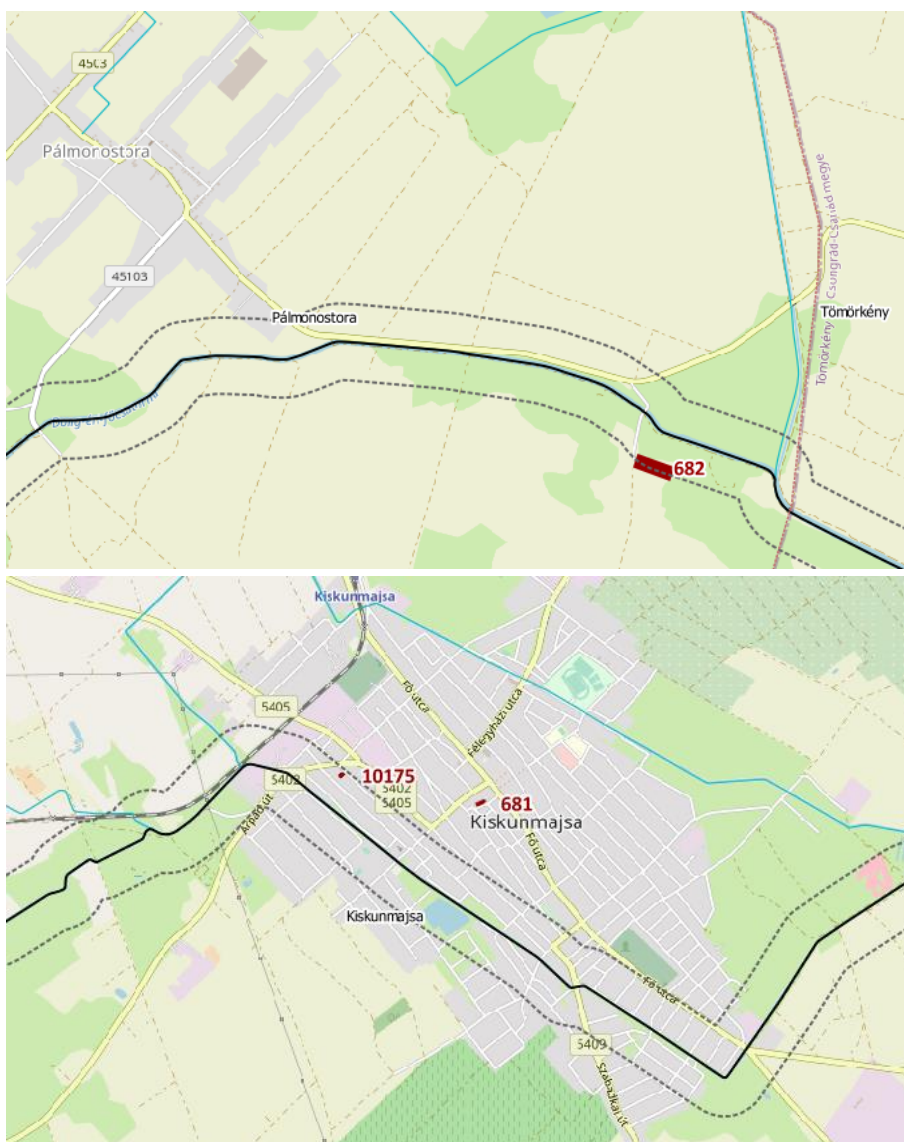 4503
Pálmonostora
45103
Pálmonostora
Csongrád-Csanád megye
Tömörkény
Tömörkény
682
Kiskunmajsa
5405
Fő utca
Félegyházi utca
10175
5402
5402
5405
681
Kiskunmajsa
Árpád út
Fő utca
Kiskunmajsa
Fő utca
5409
Szabadkai út